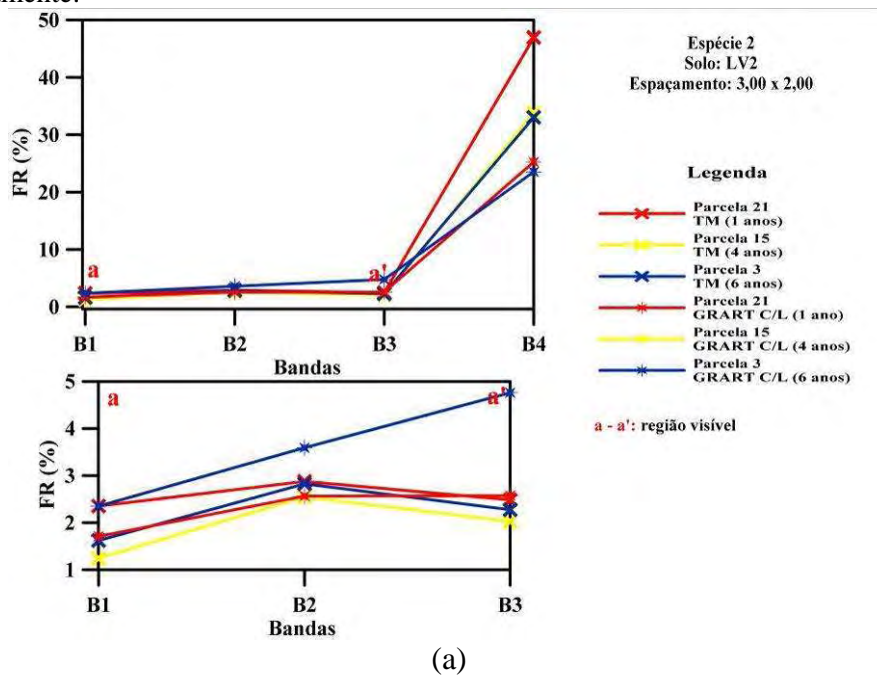 amente.
50
40
30
20
10
0
FR (%)
a
a'
B1
B2
B3
B4
Bandas
Espécie 2
Solo: LV2
Espaçamento: 3,00 x 2,00
Legenda
Parcela 21
TM (1 anos)
Parcela 15
TM (4 anos)
Parcela 3
TM (6 anos)
Parcela 21
GRART C/L (1 ano)
Parcela 15
GRART C/L (4 anos)
Parcela 3
GRART C/L (6 anos)
a - a': região visível
5
4
3
2
1
FR (%)
a
a'
B1
B2
B3
Bandas
(a)